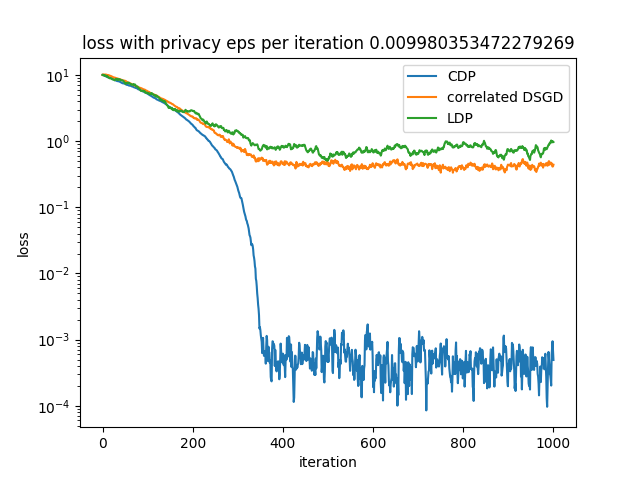 loss with privacy eps per iteration 0.009980353472279269
CDP
correlated DSGD
LDP
10^1
10^0
10^-1
10^-2
10^-3
10^-4
loss
0 200 400 600 800 1000
iteration